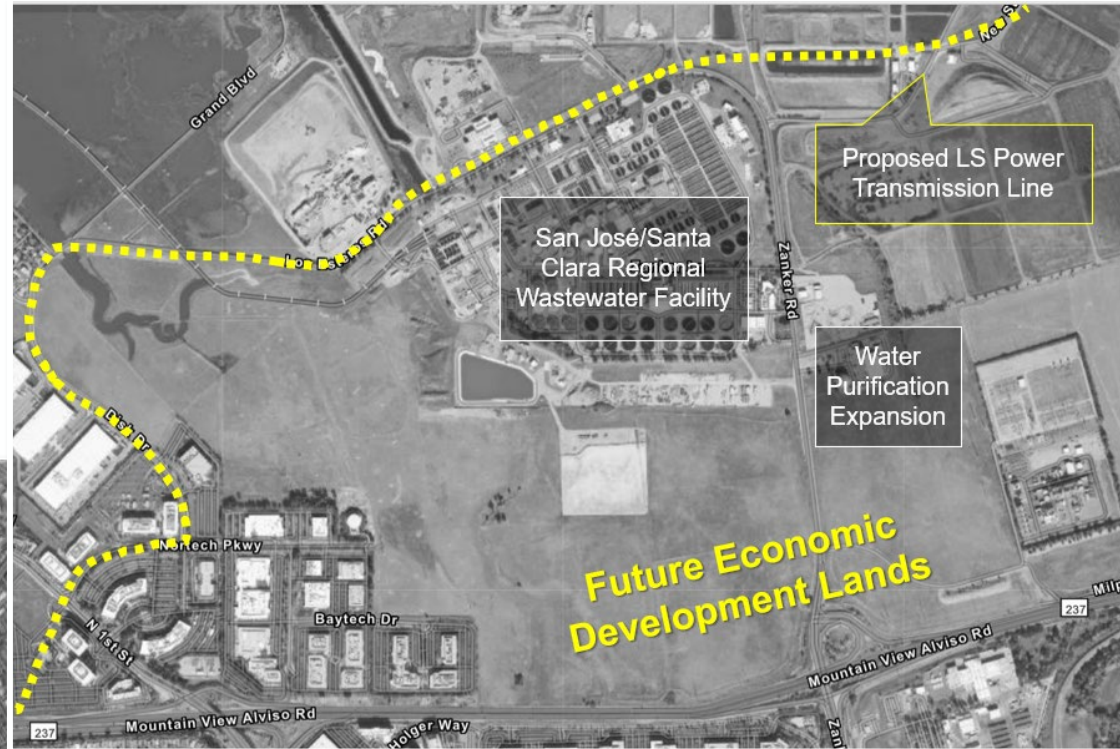 Grand Blvd
Proposed LS Power
Transmission Line
San José/Santa
Clara Regional
Wastewater Facility
Zanker Rd
Water
Purification
Expansion
Disk Dr
Nortech Pkwy
Future Economic
Development Lands
Baytech Dr
N 1st St
237
Mountain View Alviso Rd
Mountain View Alviso Rd
237
Holger Way